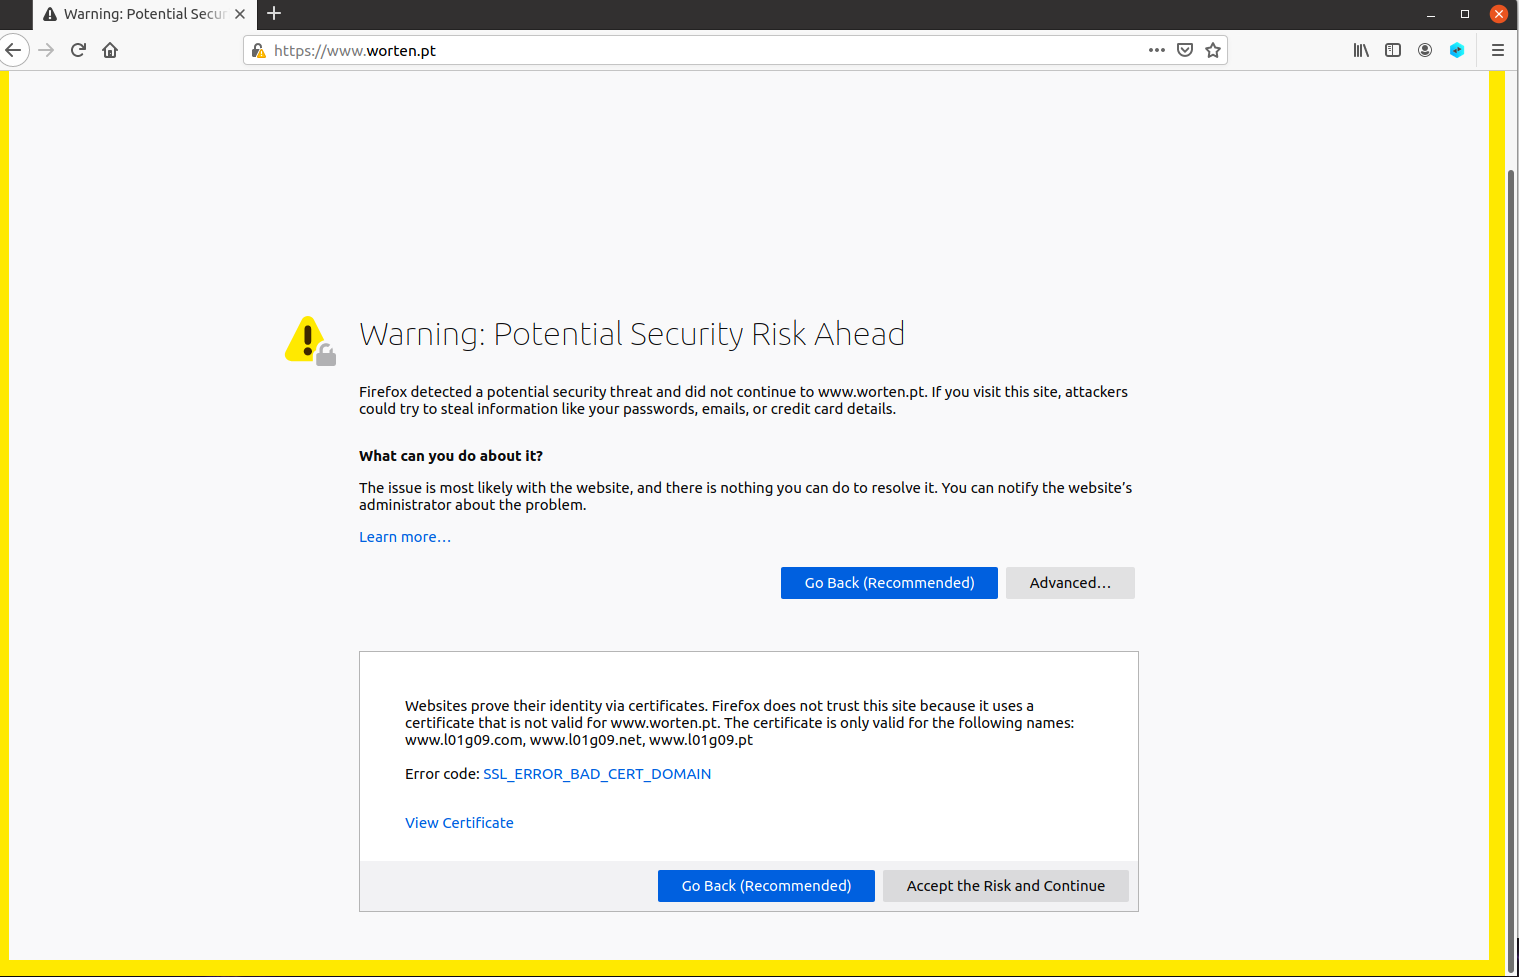 Warning: Potential Secur
https://www.worten.pt
Warning: Potential Security Risk Ahead
Firefox detected a potential security threat and did not continue to www.worten.pt. If you visit this site, attackers
could try to steal information like your passwords, emails, or credit card details.
What can you do about it?
The issue is most likely with the website, and there is nothing you can do to resolve it. You can notify the website’s
administrator about the problem.
Learn more…
Go Back (Recommended) Advanced…
Websites prove their identity via certificates. Firefox does not trust this site because it uses a
certificate that is not valid for www.worten.pt. The certificate is only valid for the following names:
www.l01g09.com, www.l01g09.net, www.l01g09.pt
Error code: SSL_ERROR_BAD_CERT_DOMAIN
View Certificate
Go Back (Recommended) Accept the Risk and Continue